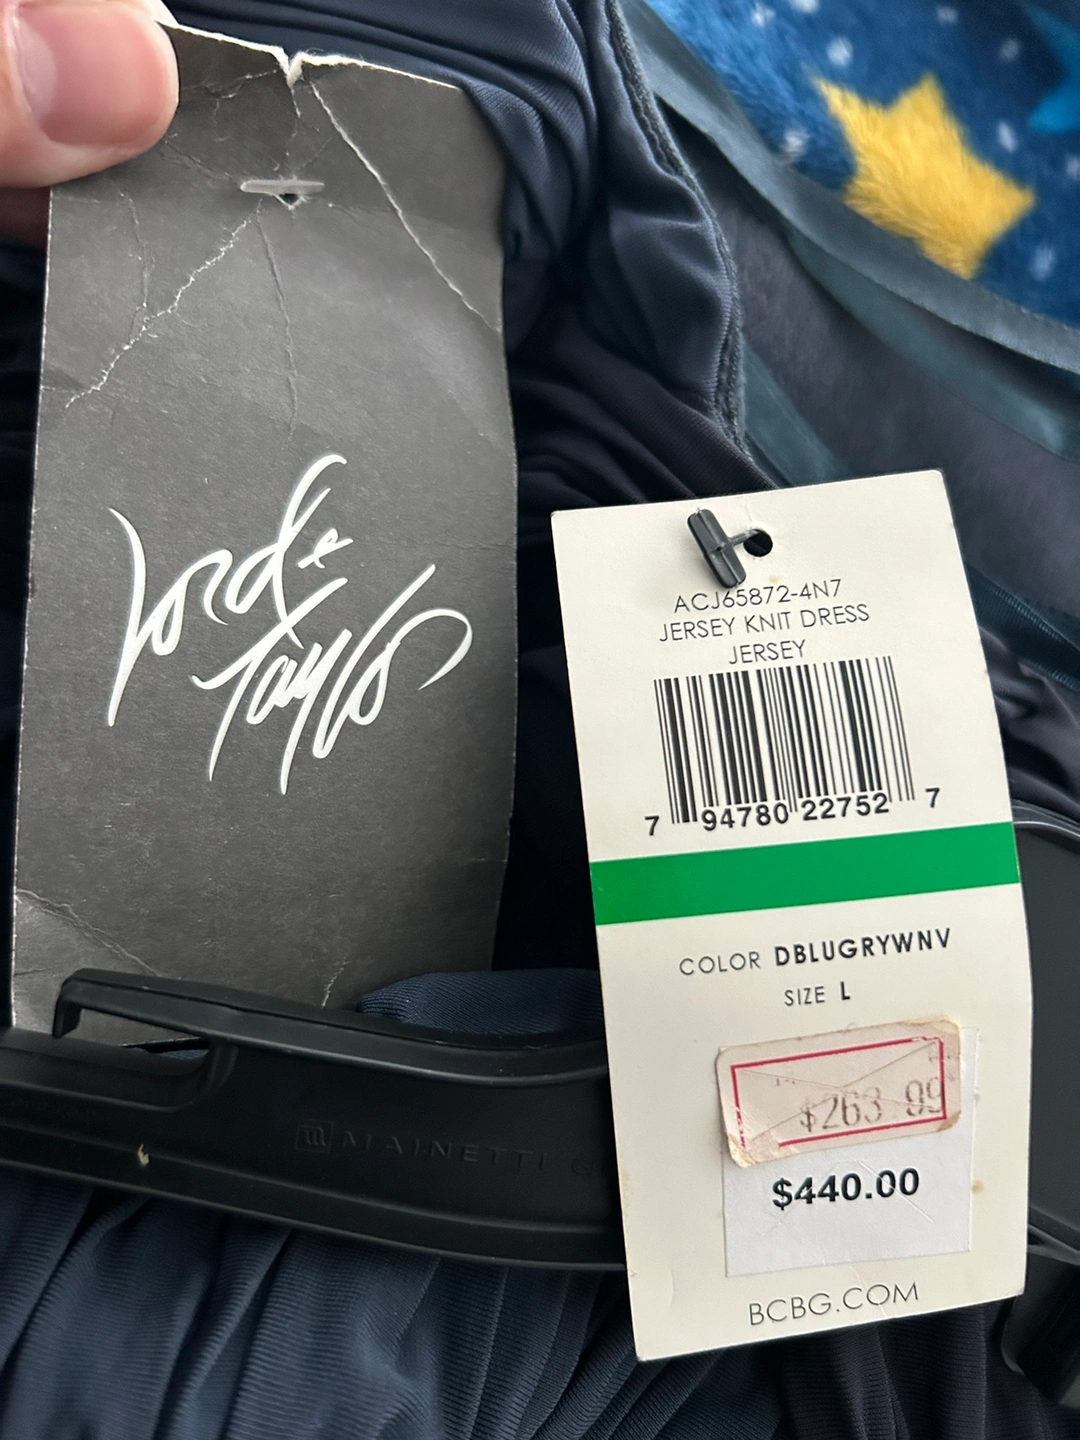 Lord &
Taylor
ACJ65872-4N7
JERSEY KNIT DRESS
JERSEY
7 94780 22752 7
COLOR DBLUGRYWNV
SIZE L
$263.99
$440.00
BCBG.COM
MAINETTI